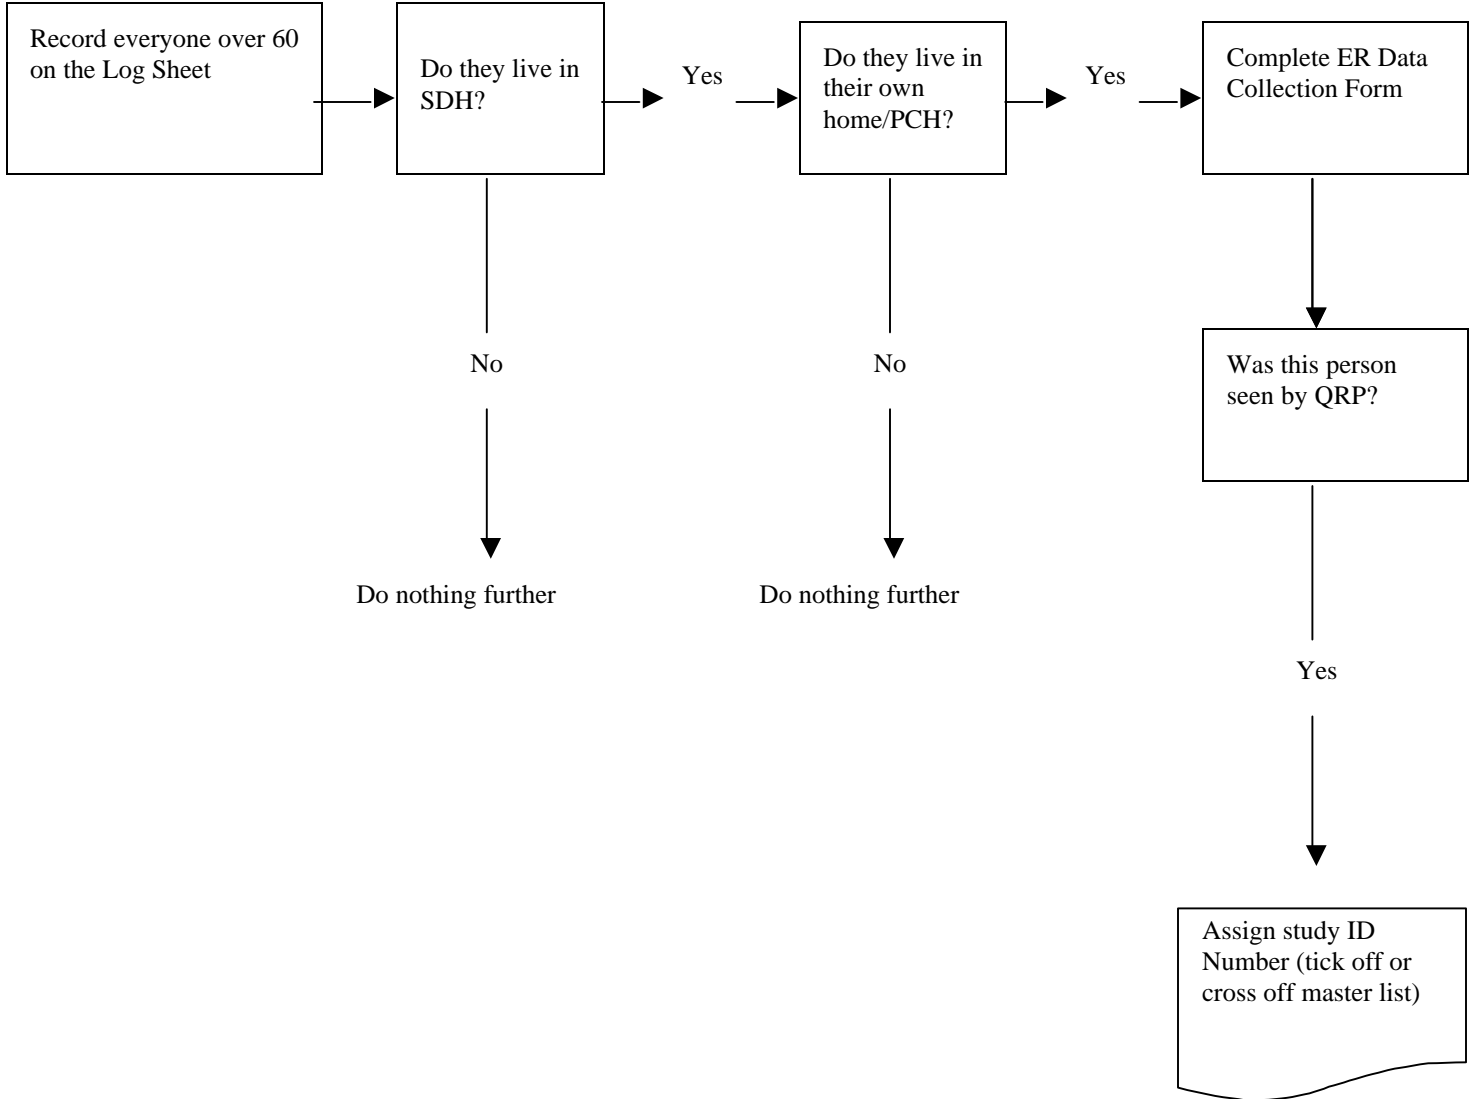 Record everyone over 60
on the Log Sheet
Do they live in
SDH?
Yes
Do they live in
their own
home/PCH?
Yes
Complete ER Data
Collection Form
No
No
Was this person
seen by QRP?
Do nothing further
Do nothing further
Yes
Assign study ID
Number (tick off or
cross off master list)